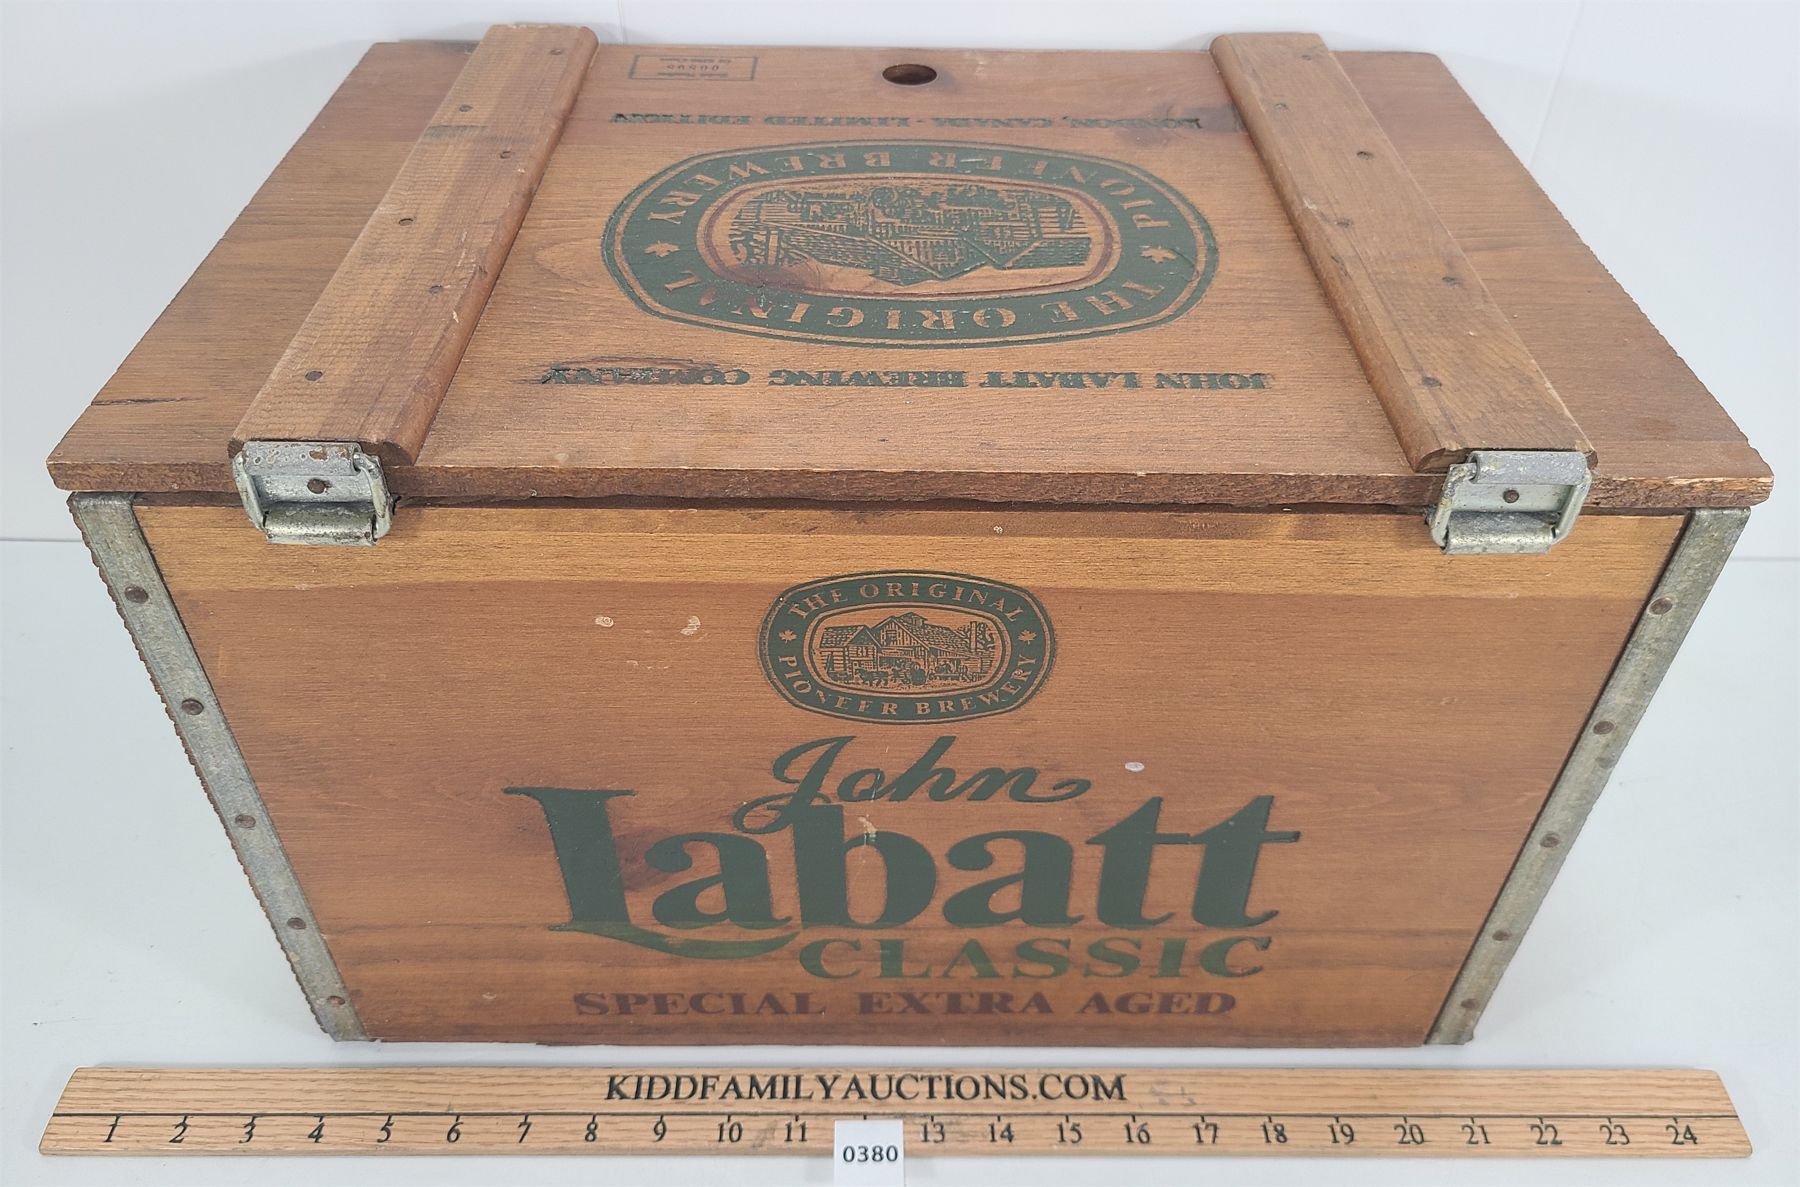 JOHN LABATT BREWING COMPANY
THE ORIGINAL
PIONEER BREWERY
LONDON, CANADA - LIMITED EDITION
THE ORIGINAL
PIONEER BREWERY
John
Labatt
CLASSIC
SPECIAL EXTRA AGED
KIDDFAMILYAUCTIONS.COM
1 2 3 4 5 6 7 8 9 10 11 13 14 15 16 17 18 19 20 21 22 23 24
0380